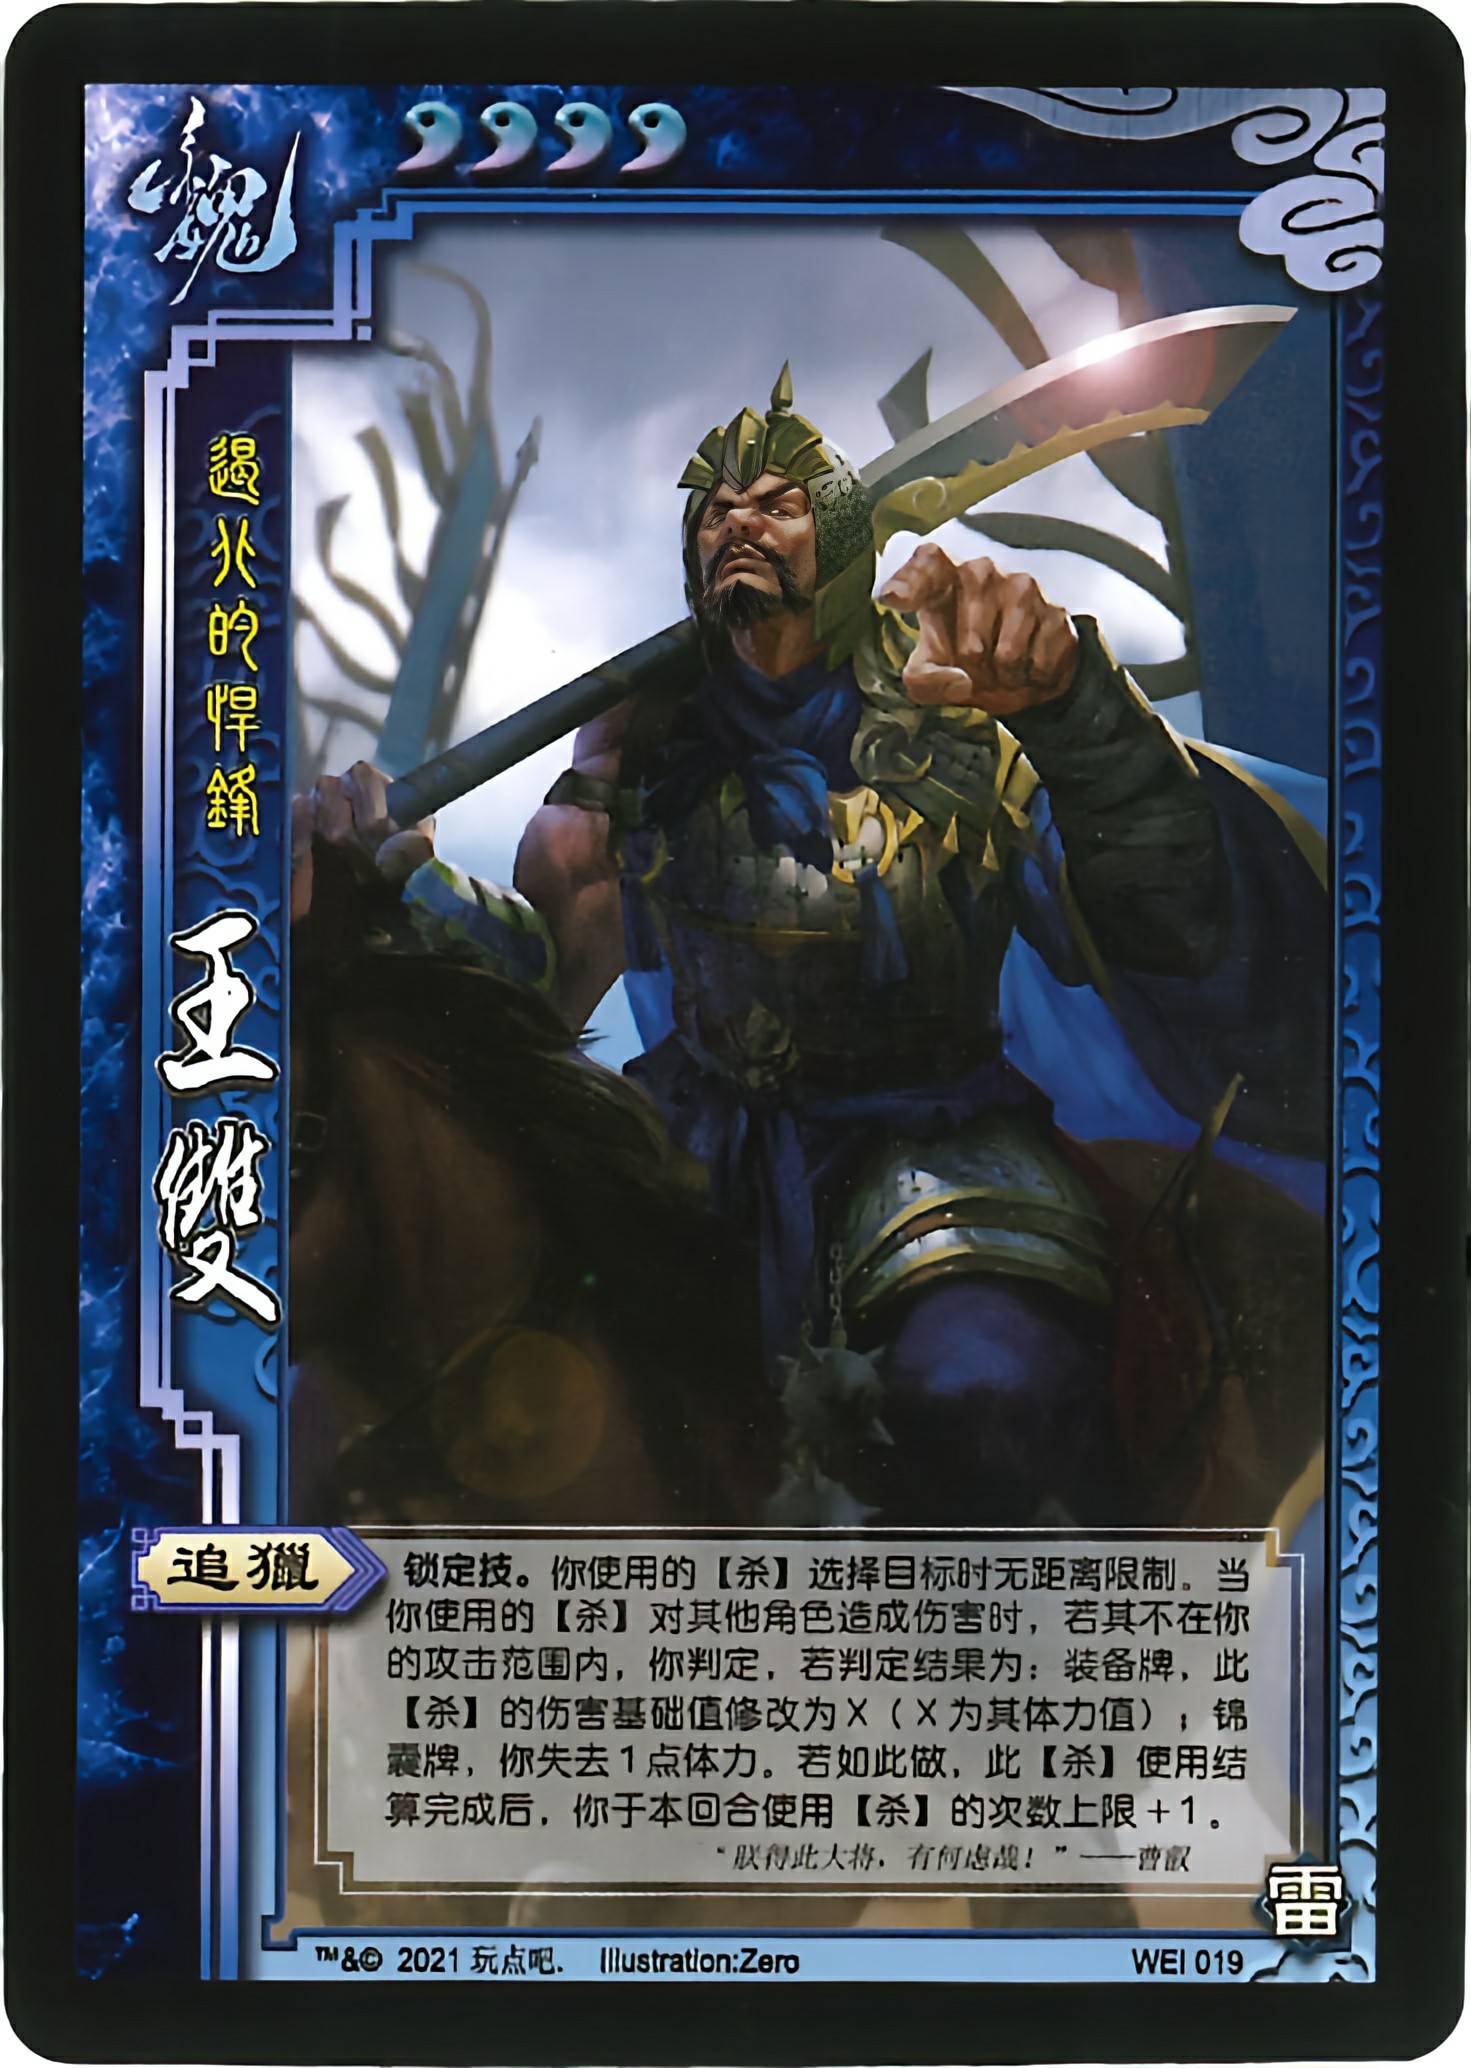 魏
遏北的悍鋒
王雙
追獵
锁定技。你使用的【杀】选择目标时无距离限制。当
你使用的【杀】对其他角色造成伤害时，若其不在你
的攻击范围内，你判定，若判定结果为：装备牌，此
【杀】的伤害基础值修改为X（X为其体力值）；锦
囊牌，你失去1点体力。若如此做，此【杀】使用结
算完成后，你于本回合使用【杀】的次数上限+1。
“朕得此大将，有何虑哉！”——曹叡
雷
™&© 2021 玩点吧. Illustration:Zero
WEI 019